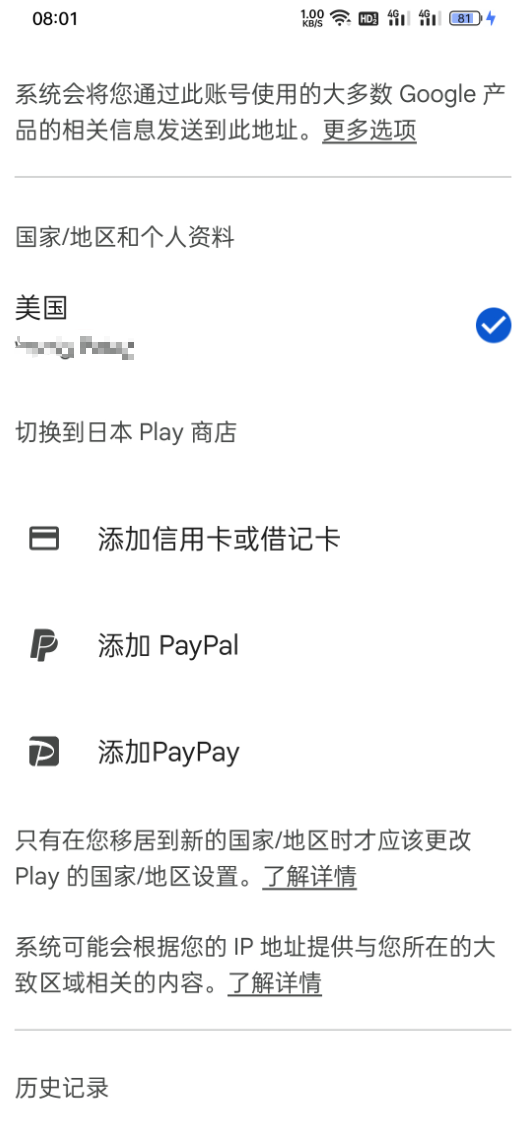 08:01
1.00 KB/S HD 4G 4G 81
系统会将您通过此账号使用的大多数 Google 产
品的相关信息发送到此地址。更多选项
国家/地区和个人资料
美国
切换到日本 Play 商店
添加信用卡或借记卡
添加 PayPal
添加PayPay
只有在您移居到新的国家/地区时才应该更改
Play 的国家/地区设置。了解详情
系统可能会根据您的 IP 地址提供与您所在的大
致区域相关的内容。了解详情
历史记录